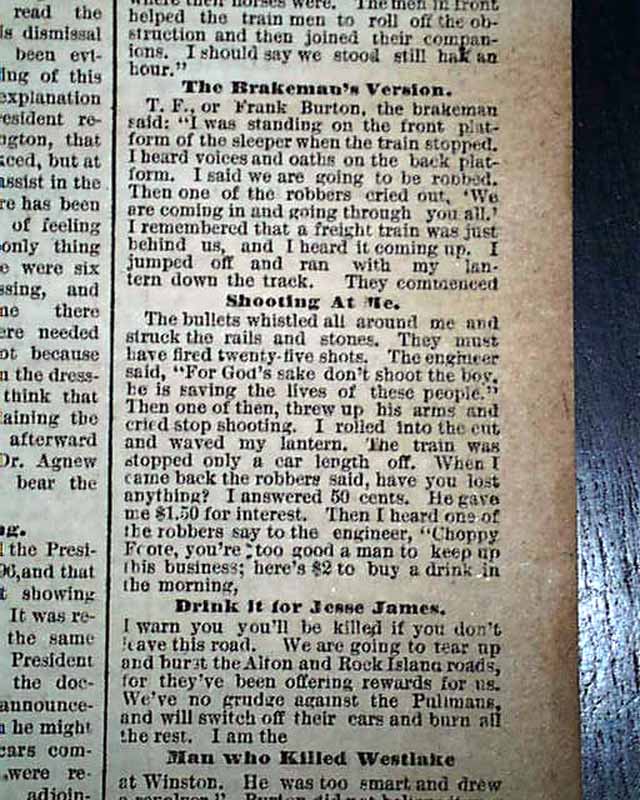 read the
is dismissal
been evi-
ing of this
explanation
esident re-
ngton, that
ced, but at
assist in the
re has been
of feeling
only thing
e were six
ssing, and
me there
ere needed
ot because
n the dress-
think that
aining the
afterward
Dr. Agnew
bear the
ng.
the Presi-
96, and that
t showing
It was re-
the same
President
the doc-
announce-
n he might
cars com-
were re-
adjoin-
where their horses were. The men in front
helped the train men to roll off the ob-
struction and then joined their compan-
ions. I should say we stood still half an
hour."
The Brakeman's Version.
T. F., or Frank Burton, the brakeman
said: "I was standing on the front plat-
form of the sleeper when the train stopped.
I heard voices and oaths on the back plat-
form. I said we are going to be robbed.
Then one of the robbers cried out, 'We
are coming in and going through you all.'
I remembered that a freight train was just
behind us, and I heard it coming up. I
jumped off and ran with my lan-
tern down the track. They commenced
Shooting At Me.
The bullets whistled all around me and
struck the rails and stones. They must
have fired twenty-five shots. The engineer
said, "For God's sake don't shoot the boy,
he is saving the lives of these people."
Then one of then, threw up his arms and
cried stop shooting. I rolled into the cut
and waved my lantern. The train was
stopped only a car length off. When I
came back the robbers said, have you lost
anything? I answered 50 cents. He gave
me $1.50 for interest. Then I heard one of
the robbers say to the engineer, "Choppy
Foote, you're too good a man to keep up
this business; here's $2 to buy a drink in
the morning,
Drink it for Jesse James.
I warn you you'll be killed if you don't
leave this road. We are going to tear up
and burst the Alton and Rock Island roads,
for they've been offering rewards for us.
We've no grudge against the Pullmans,
and will switch off their cars and burn all
the rest. I am the
Man who Killed Westlake
at Winston. He was too smart and drew
a revolver." Burton did not